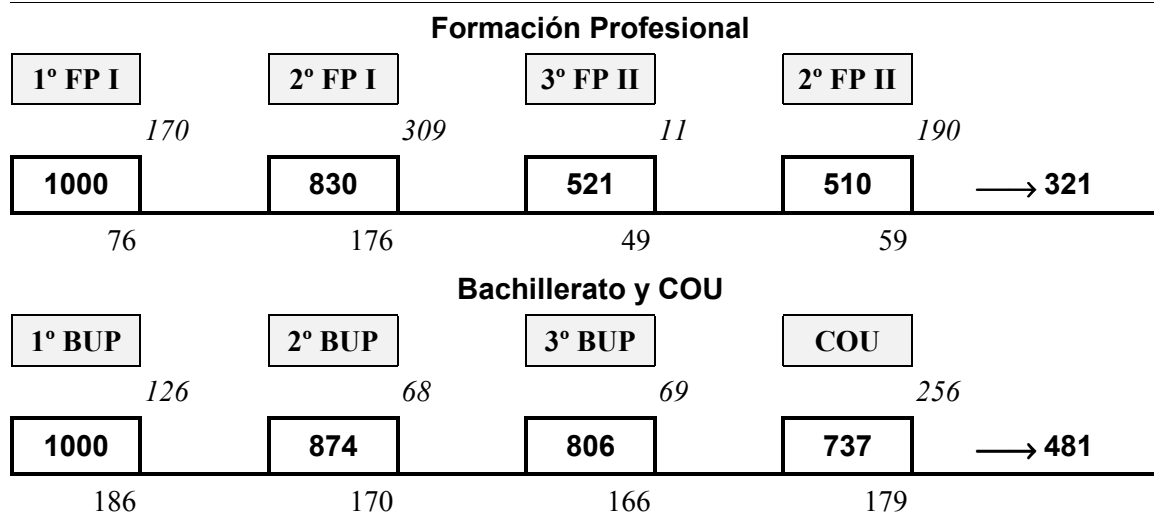 Formación Profesional
1º FP I 2º FP I 3º FP II 2º FP II
170 309 11 190
1000 830 521 510 → 321
76 176 49 59
Bachillerato y COU
1º BUP 2º BUP 3º BUP COU
126 68 69 256
1000 874 806 737 → 481
186 170 166 179